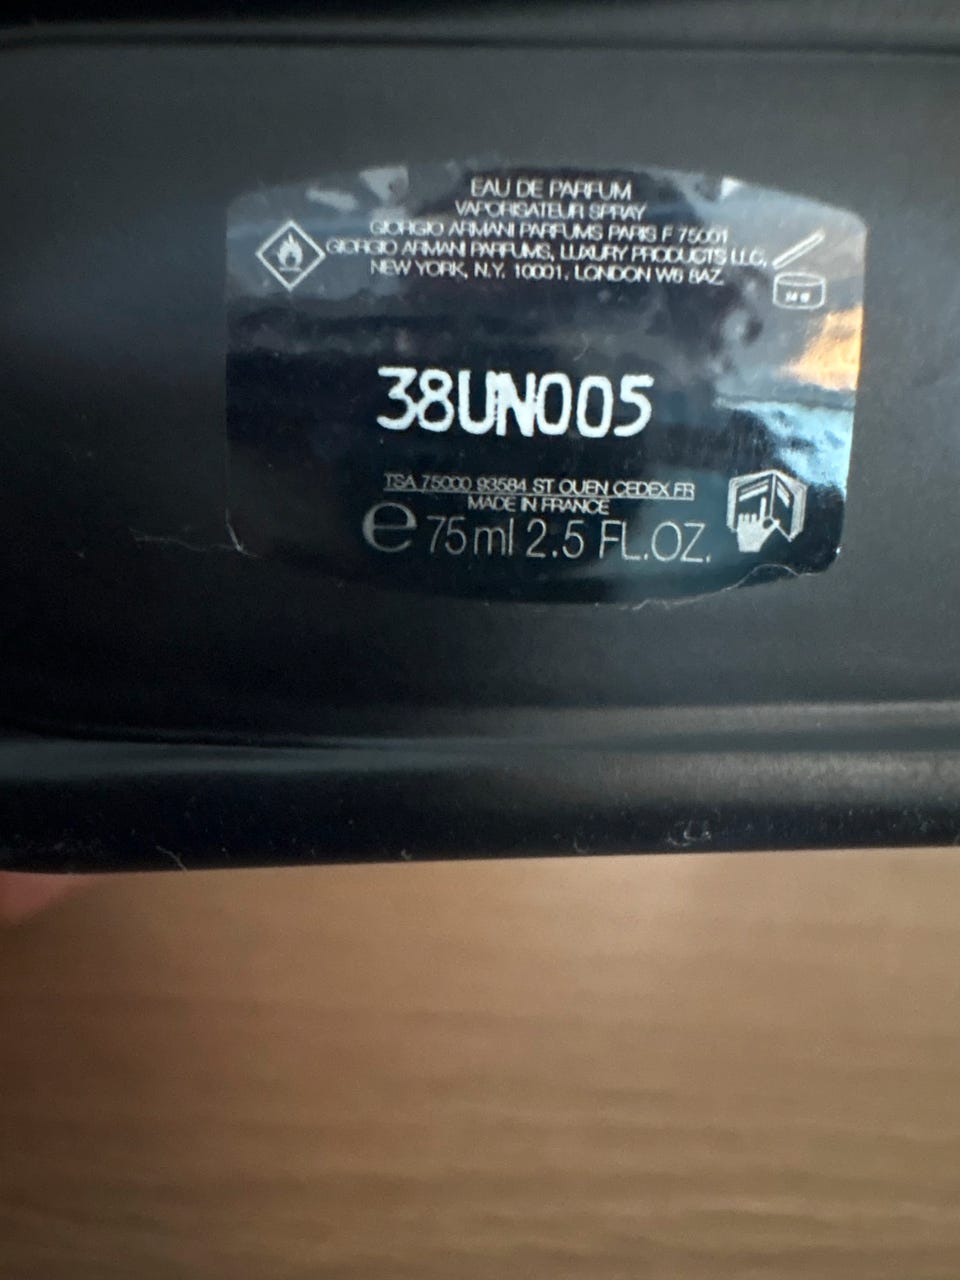 EAU DE PARFUM
VAPORISATEUR SPRAY
GIORGIO ARMANI PARFUMS PARIS F 75001
GIORGIO ARMANI PARFUMS, LUXURY PRODUCTS LLC,
NEW YORK, N.Y. 10001. LONDON W6 8AZ
38UN005
TSA 75000 93584 ST OUEN CEDEX FR
MADE IN FRANCE
e 75ml 2.5 FL.OZ.